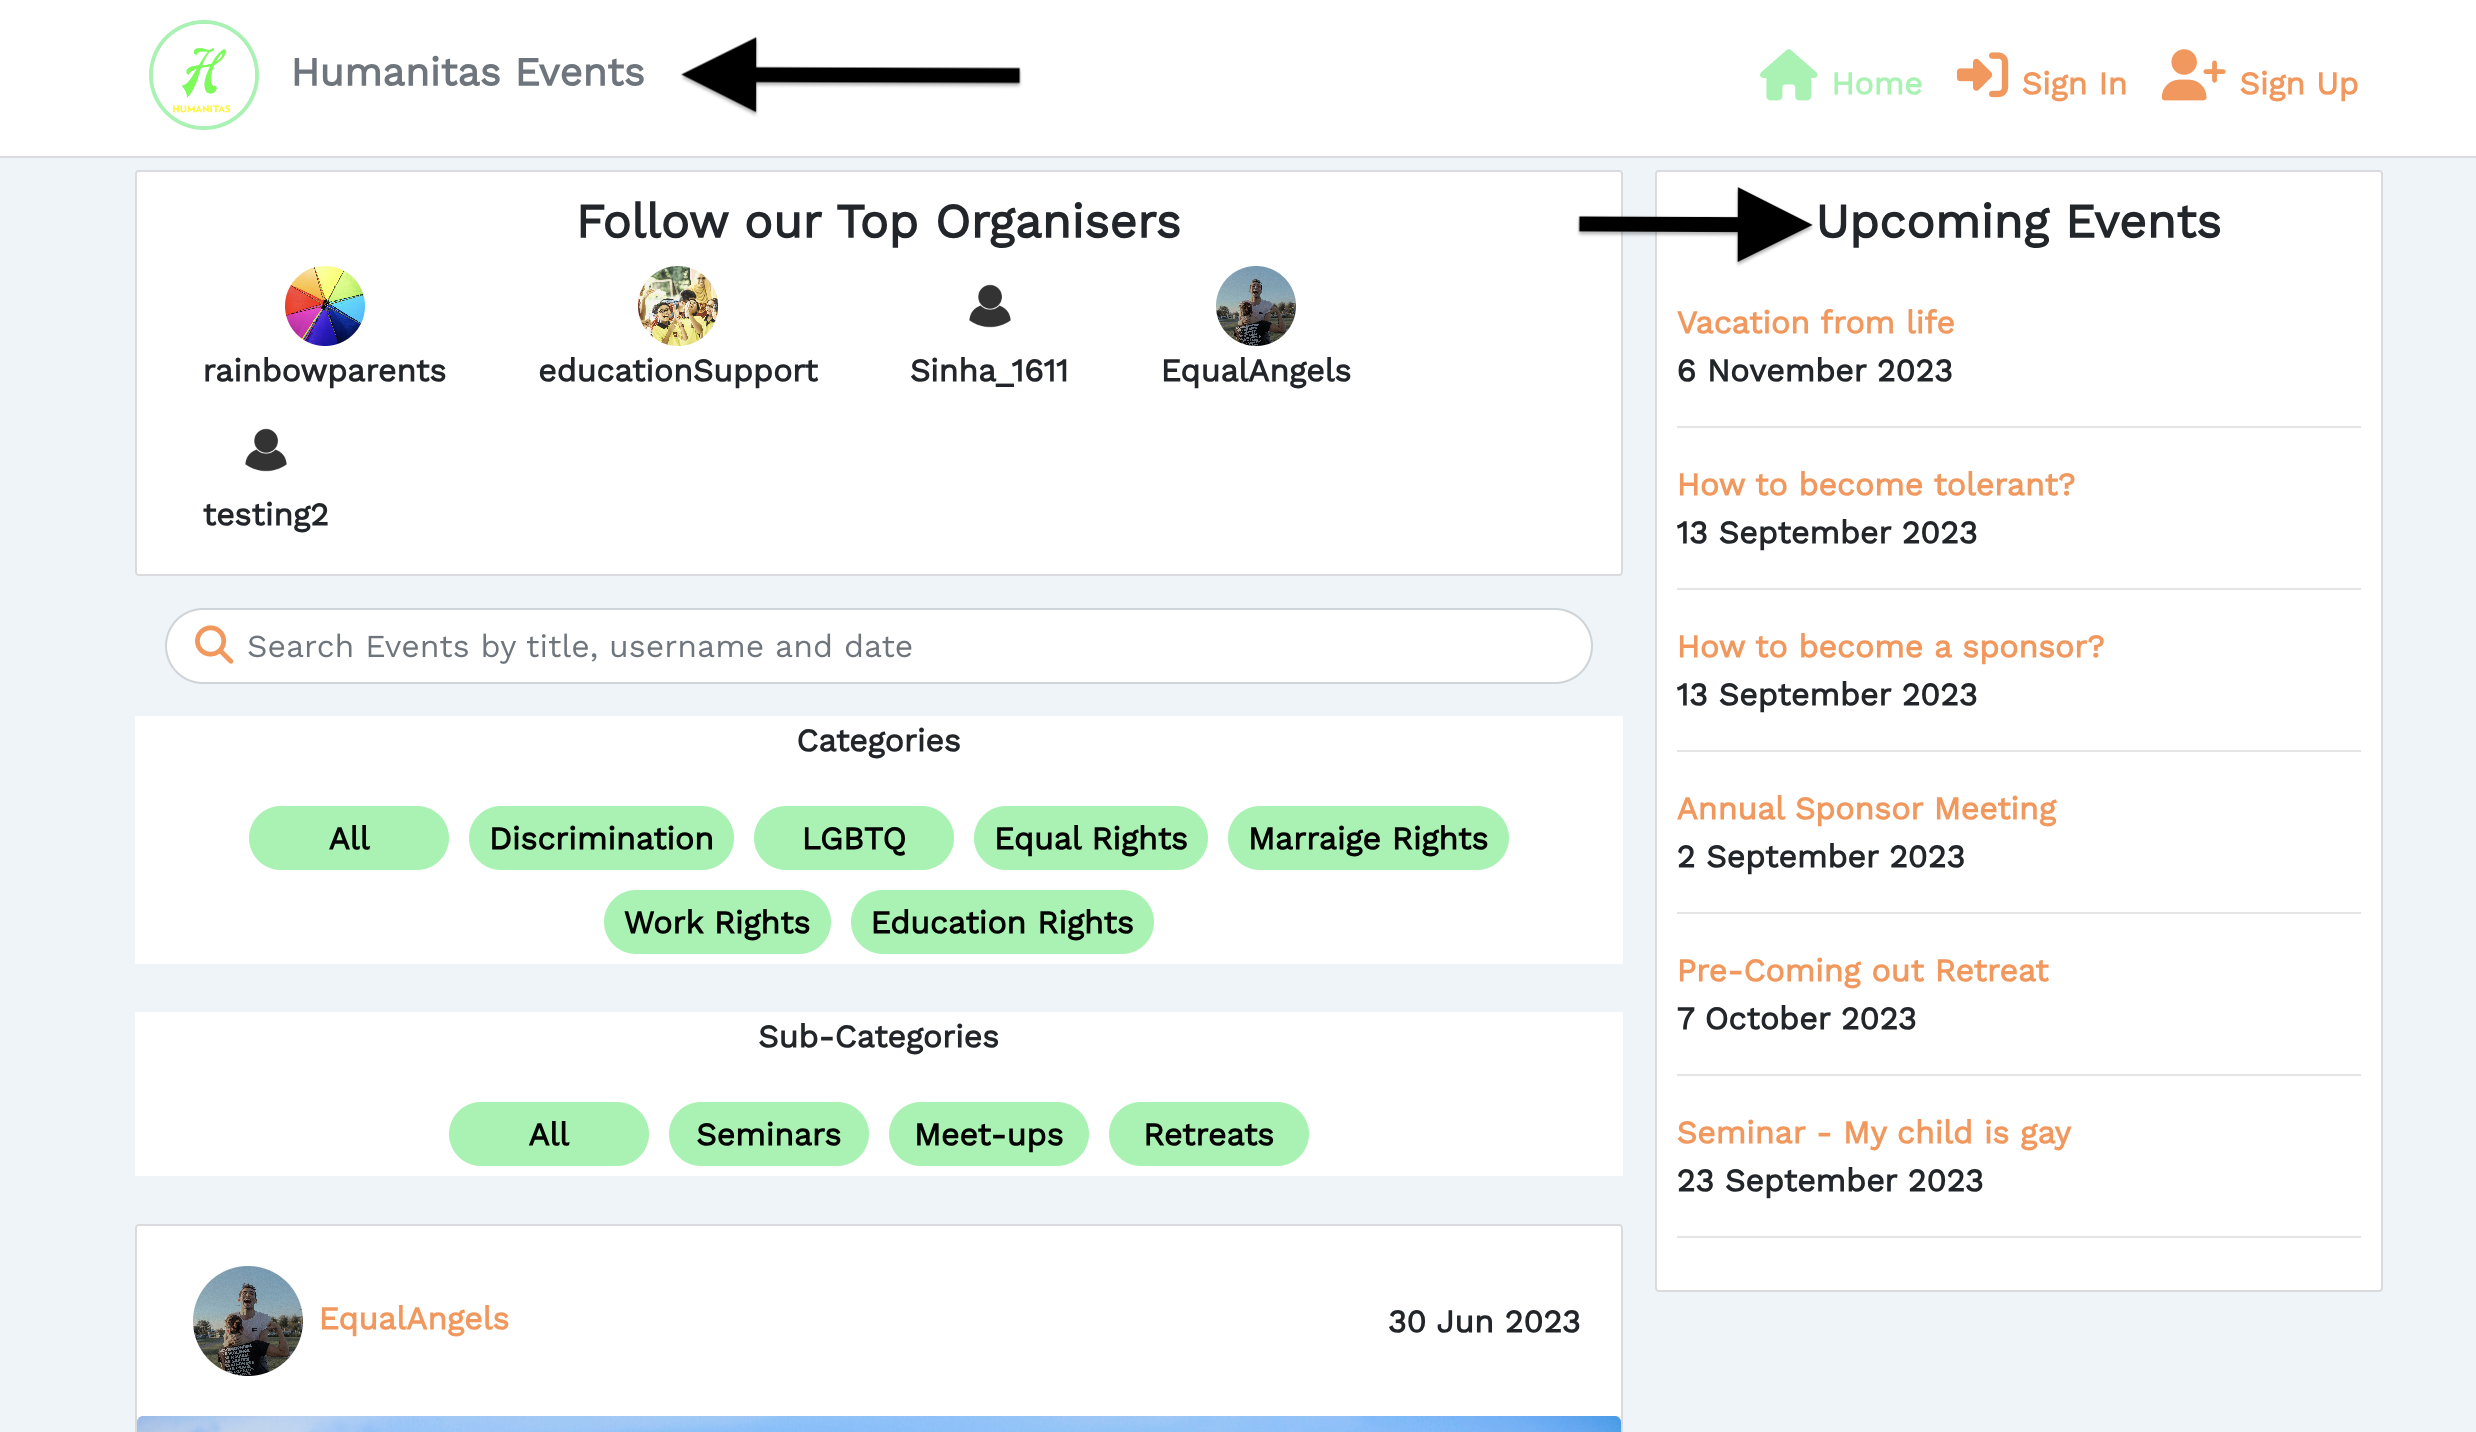 HUMANITAS
Humanitas Events
Home
Sign In
Sign Up
Follow our Top Organisers
rainbowparents
educationSupport
Sinha_1611
EqualAngels
testing2
Search Events by title, username and date
Categories
All
Discrimination
LGBTQ
Equal Rights
Marraige Rights
Work Rights
Education Rights
Sub-Categories
All
Seminars
Meet-ups
Retreats
EqualAngels
30 Jun 2023
Upcoming Events
Vacation from life
6 November 2023
How to become tolerant?
13 September 2023
How to become a sponsor?
13 September 2023
Annual Sponsor Meeting
2 September 2023
Pre-Coming out Retreat
7 October 2023
Seminar - My child is gay
23 September 2023